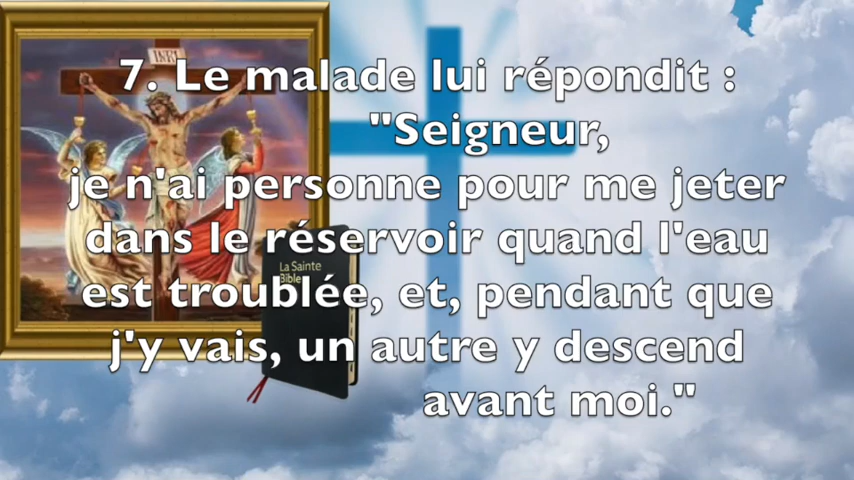 INRI
7. Le malade lui répondit :
"Seigneur,
je n'ai personne pour me jeter
dans le réservoir quand l'eau
La Sainte
Bible
est troublée, et, pendant que
j'y vais, un autre y descend
avant moi."